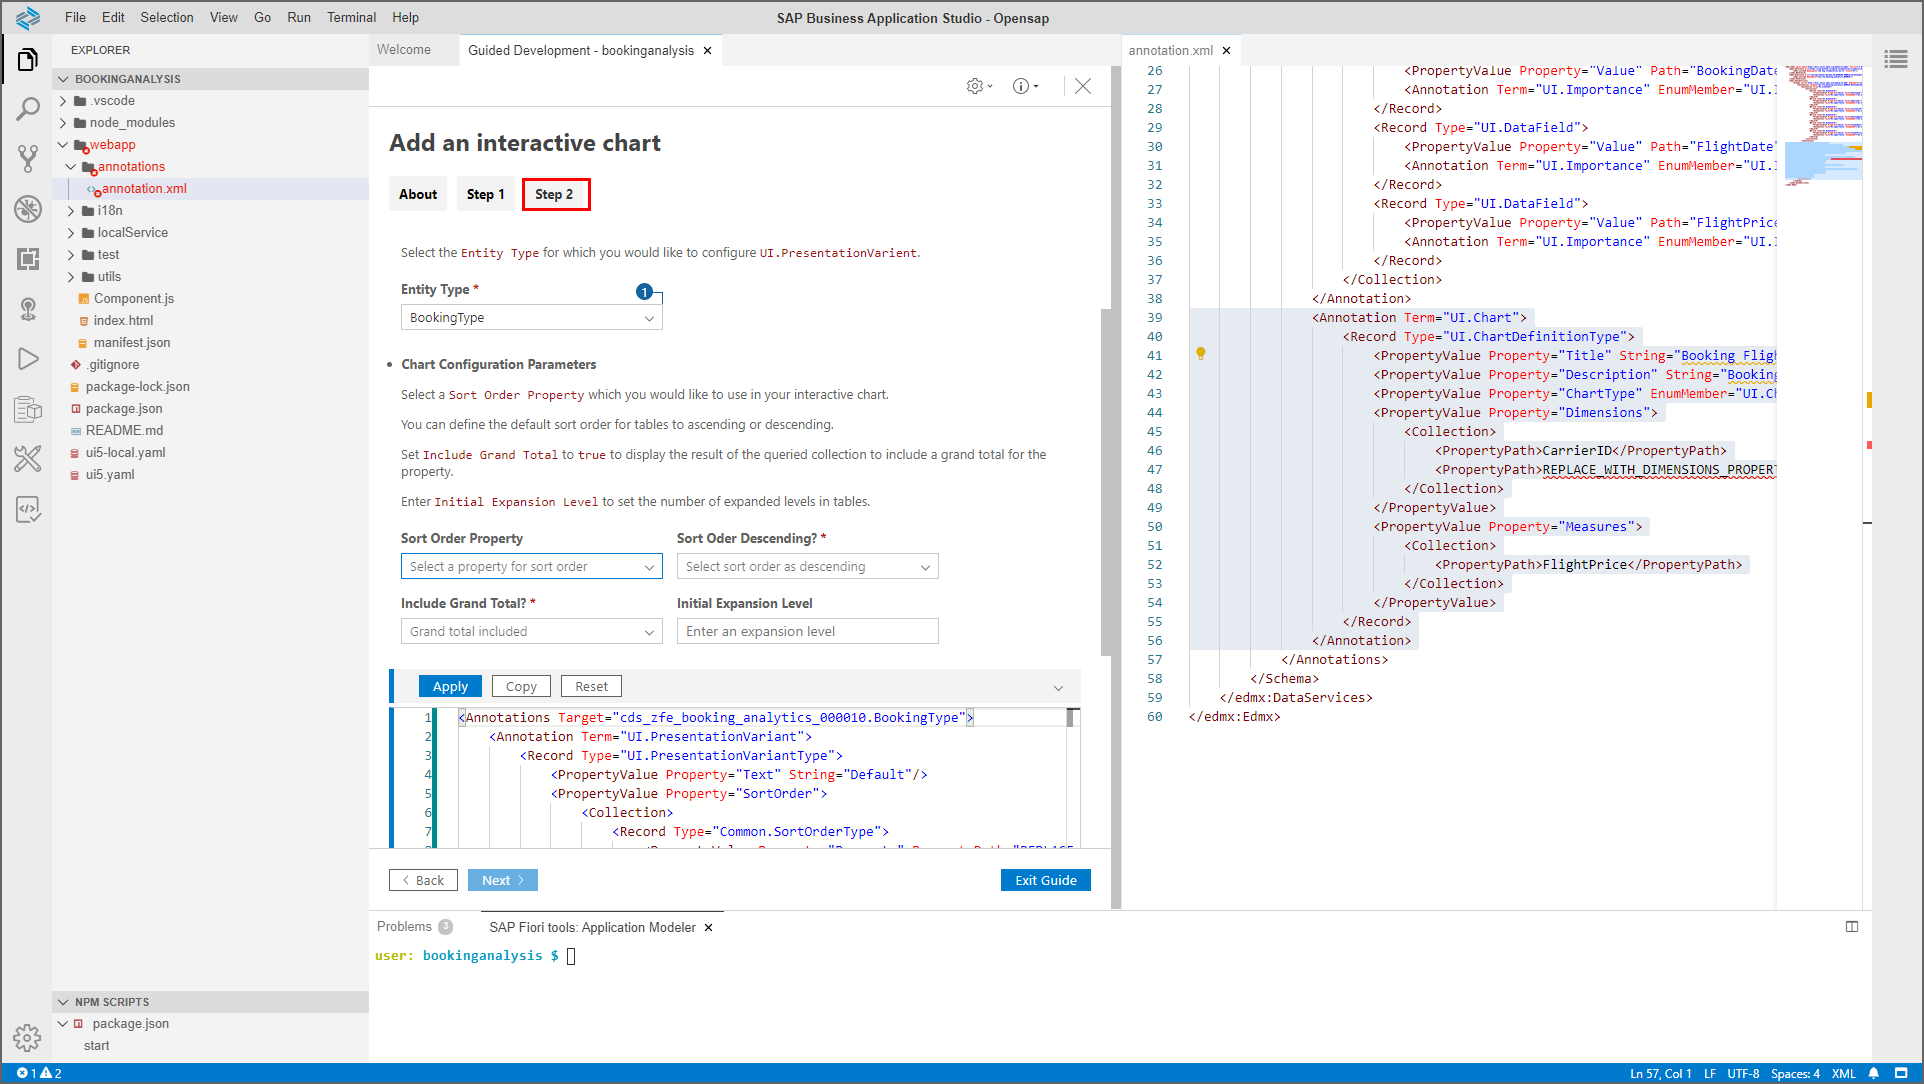 File Edit Selection View Go Run Terminal Help
SAP Business Application Studio - Opensap
EXPLORER
BOOKINGANALYSIS
.vscode
node_modules
webapp
annotations
annotation.xml
i18n
localService
test
utils
Component.js
index.html
manifest.json
.gitignore
package-lock.json
package.json
README.md
ui5-local.yaml
ui5.yaml
NPM SCRIPTS
package.json
start
Welcome
Guided Development - bookinganalysis
Add an interactive chart
About Step 1 Step 2
Select the Entity Type for which you would like to configure UI.PresentationVarient.
Entity Type *
1
BookingType
Chart Configuration Parameters
Select a Sort Order Property which you would like to use in your interactive chart.
You can define the default sort order for tables to ascending or descending.
Set Include Grand Total to true to display the result of the queried collection to include a grand total for the
property.
Enter Initial Expansion Level to set the number of expanded levels in tables.
Sort Order Property Sort Oder Descending? *
Select a property for sort order Select sort order as descending
Include Grand Total? * Initial Expansion Level
Grand total included Enter an expansion level
Apply Copy Reset
1 <Annotations Target="cds_zfe_booking_analytics_000010.BookingType">
2 <Annotation Term="UI.PresentationVariant">
3 <Record Type="UI.PresentationVariantType">
4 <PropertyValue Property="Text" String="Default"/>
5 <PropertyValue Property="SortOrder">
6 <Collection>
7 <Record Type="Common.SortOrderType">
Back Next Exit Guide
annotation.xml
26 <PropertyValue Property="Value" Path="BookingDate
27 <Annotation Term="UI.Importance" EnumMember="UI.I
28 </Record>
29 <Record Type="UI.DataField">
30 <PropertyValue Property="Value" Path="FlightDate"
31 <Annotation Term="UI.Importance" EnumMember="UI.I
32 </Record>
33 <Record Type="UI.DataField">
34 <PropertyValue Property="Value" Path="FlightPrice
35 <Annotation Term="UI.Importance" EnumMember="UI.I
36 </Record>
37 </Collection>
38 </Annotation>
39 <Annotation Term="UI.Chart">
40 <Record Type="UI.ChartDefinitionType">
41 <PropertyValue Property="Title" String="Booking Fligh
42 <PropertyValue Property="Description" String="Booking
43 <PropertyValue Property="ChartType" EnumMember="UI.Ch
44 <PropertyValue Property="Dimensions">
45 <Collection>
46 <PropertyPath>CarrierID</PropertyPath>
47 <PropertyPath>REPLACE_WITH_DIMENSIONS_PROPERT
48 </Collection>
49 </PropertyValue>
50 <PropertyValue Property="Measures">
51 <Collection>
52 <PropertyPath>FlightPrice</PropertyPath>
53 </Collection>
54 </PropertyValue>
55 </Record>
56 </Annotation>
57 </Annotations>
58 </Schema>
59 </edmx:DataServices>
60 </edmx:Edmx>
Problems 3 SAP Fiori tools: Application Modeler
user: bookinganalysis $
1 2
Ln 57, Col 1 LF UTF-8 Spaces: 4 XML